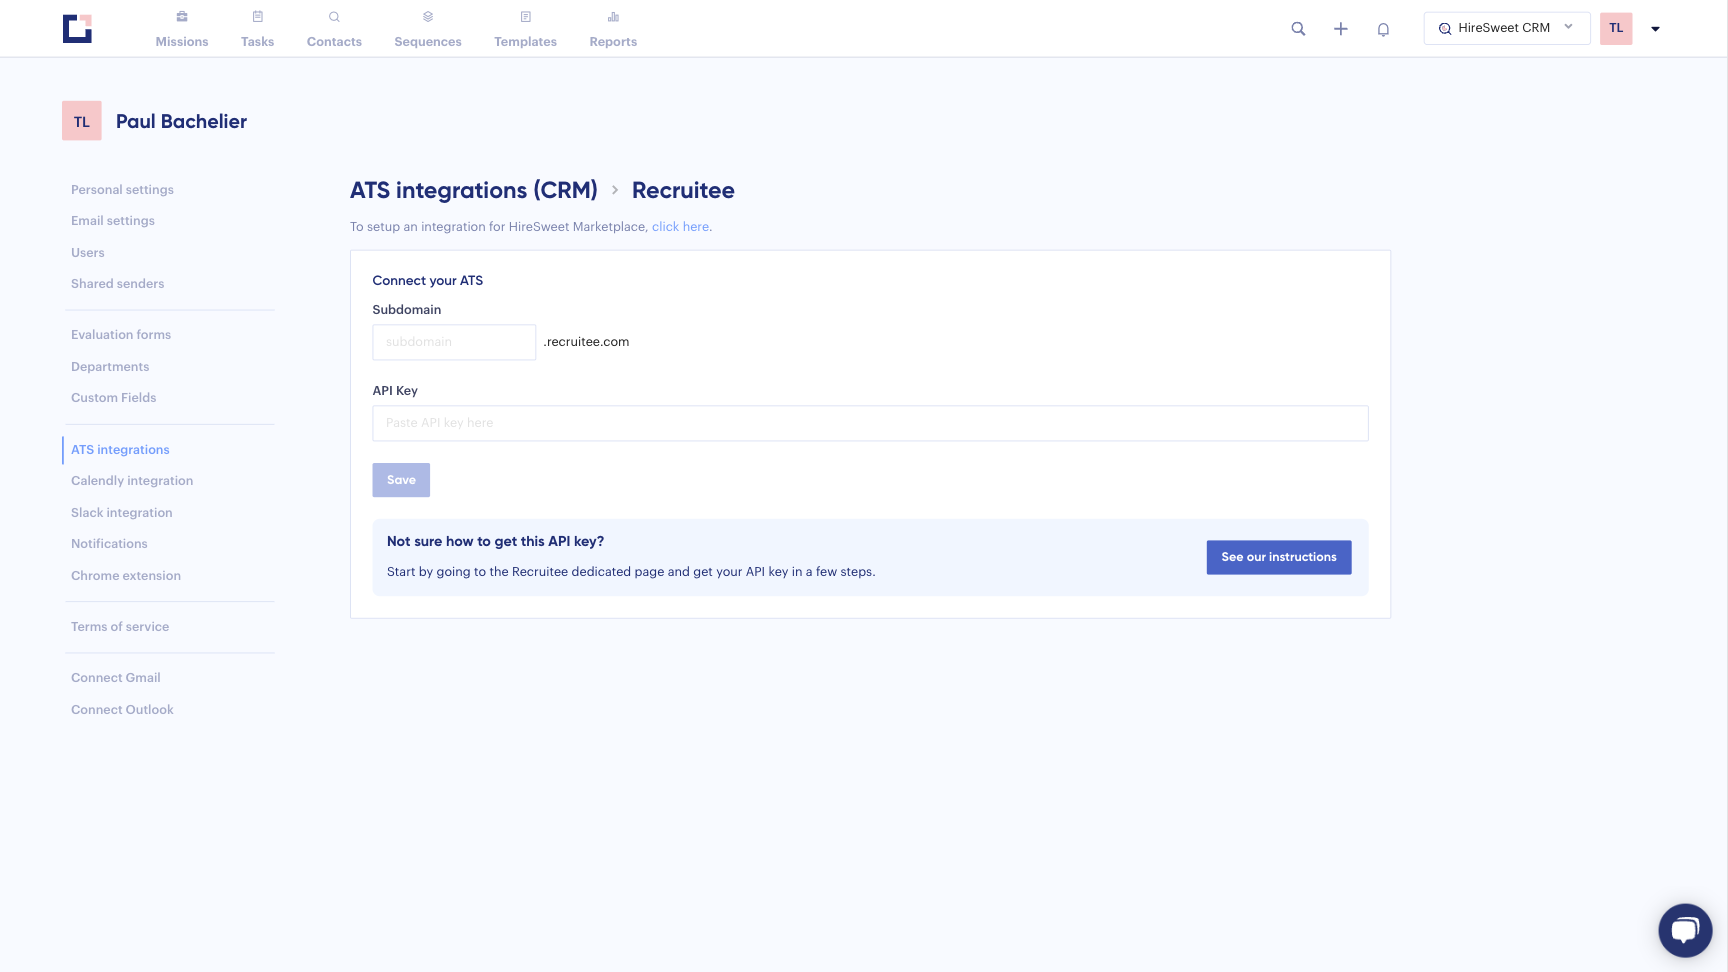 Missions
Tasks
Contacts
Sequences
Templates
Reports
HireSweet CRM
TL
TL
Paul Bachelier
Personal settings
Email settings
Users
Shared senders
Evaluation forms
Departments
Custom Fields
ATS integrations
Calendly integration
Slack integration
Notifications
Chrome extension
Terms of service
Connect Gmail
Connect Outlook
ATS integrations (CRM) > Recruitee
To setup an integration for HireSweet Marketplace, click here.
Connect your ATS
Subdomain
subdomain .recruitee.com
API Key
Paste API key here
Save
Not sure how to get this API key?
Start by going to the Recruitee dedicated page and get your API key in a few steps.
See our instructions